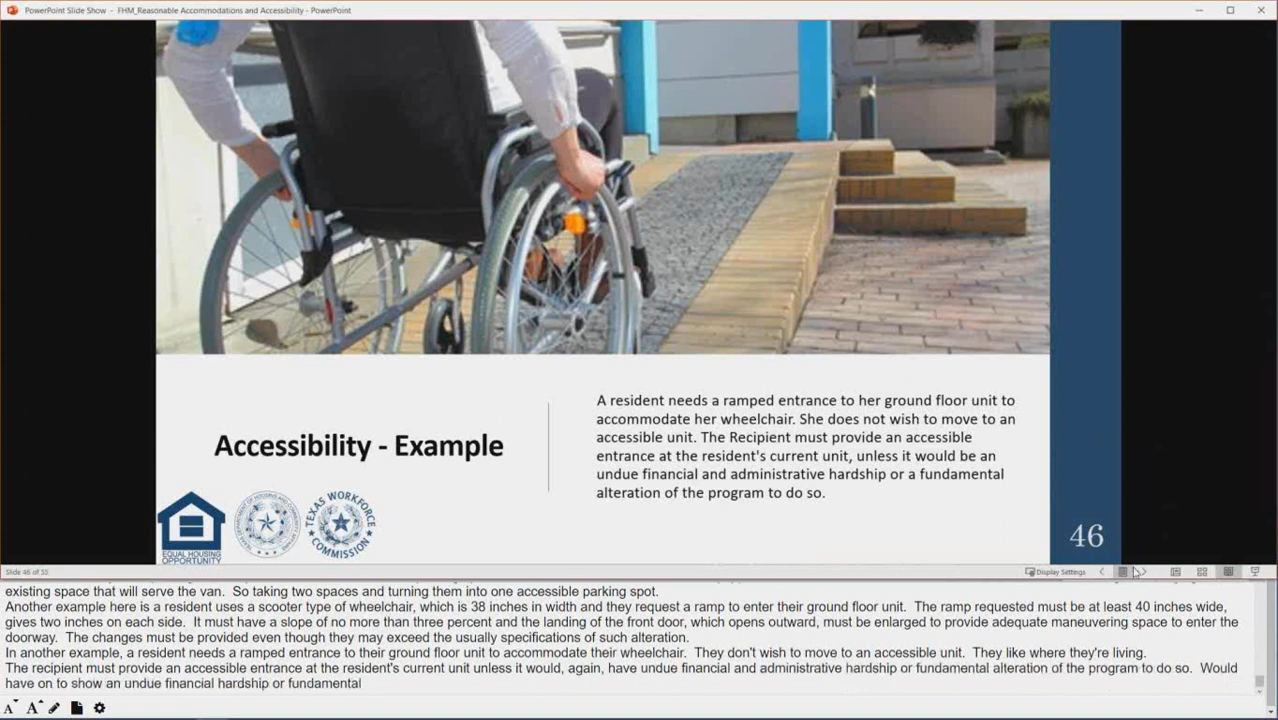 PowerPoint Slide Show - FHM_Reasonable Accommodations and Accessibility - PowerPoint
A resident needs a ramped entrance to her ground floor unit to
accommodate her wheelchair. She does not wish to move to an
accessible unit. The Recipient must provide an accessible
entrance at the resident's current unit, unless it would be an
undue financial and administrative hardship or a fundamental
alteration of the program to do so.
Accessibility - Example
EQUAL HOUSING
OPPORTUNITY
TEXAS WORKFORCE
COMMISSION
46
Slide 46 of 55
Display Settings
existing space that will serve the van. So taking two spaces and turning them into one accessible parking spot.
Another example here is a resident uses a scooter type of wheelchair, which is 38 inches in width and they request a ramp to enter their ground floor unit. The ramp requested must be at least 40 inches wide,
gives two inches on each side. It must have a slope of no more than three percent and the landing of the front door, which opens outward, must be enlarged to provide adequate maneuvering space to enter the
doorway. The changes must be provided even though they may exceed the usually specifications of such alteration.
In another example, a resident needs a ramped entrance to their ground floor unit to accommodate their wheelchair. They don't wish to move to an accessible unit. They like where they're living.
The recipient must provide an accessible entrance at the resident's current unit unless it would, again, have undue financial and administrative hardship or fundamental alteration of the program to do so. Would
have on to show an undue financial hardship or fundamental
A A